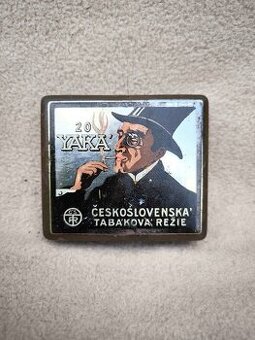 20
YAKA
ČESKOSLOVENSKÁ
TABÁKOVÁ REŽIE